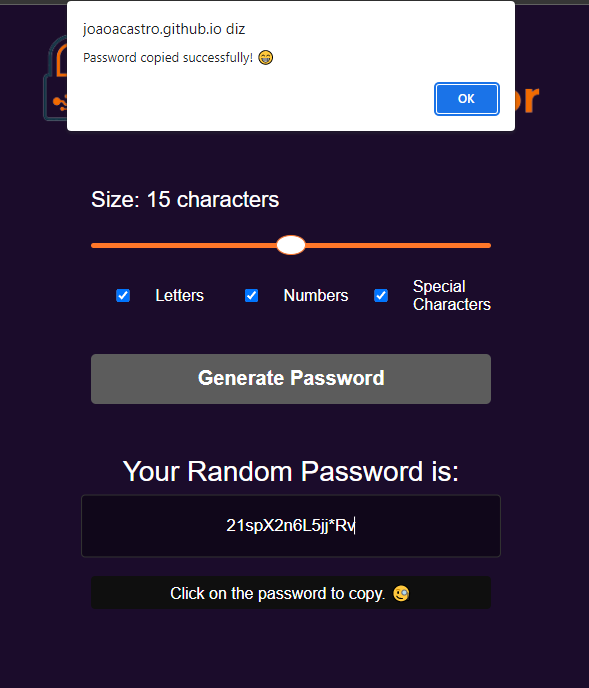 joaoacastro.github.io diz
Password copied successfully! 😁
OK
or
Size: 15 characters
Letters
Numbers
Special
Characters
Generate Password
Your Random Password is:
21spX2n6L5jj*Rv
Click on the password to copy. 🧐